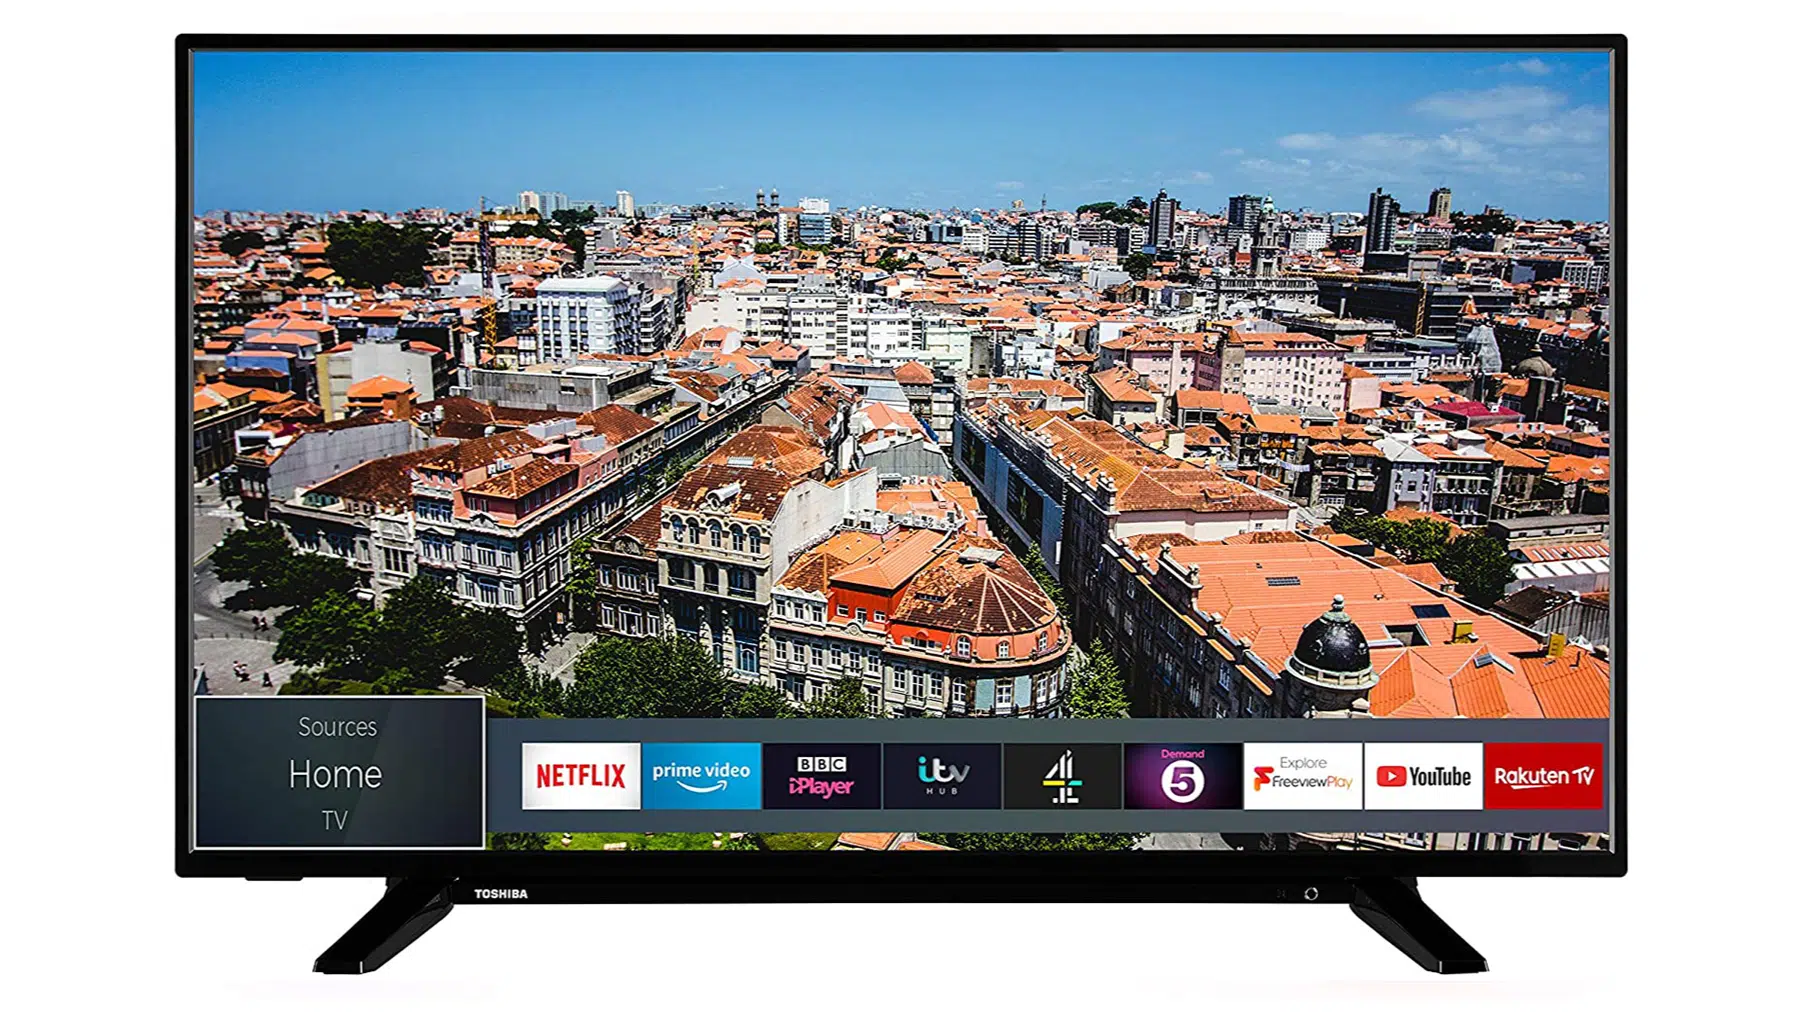 Sources
Home
TV
NETFLIX
prime video
BBC
iPlayer
itv
HUB
4
Demand
5
Explore
FreeviewPlay
YouTube
Rakuten TV
TOSHIBA